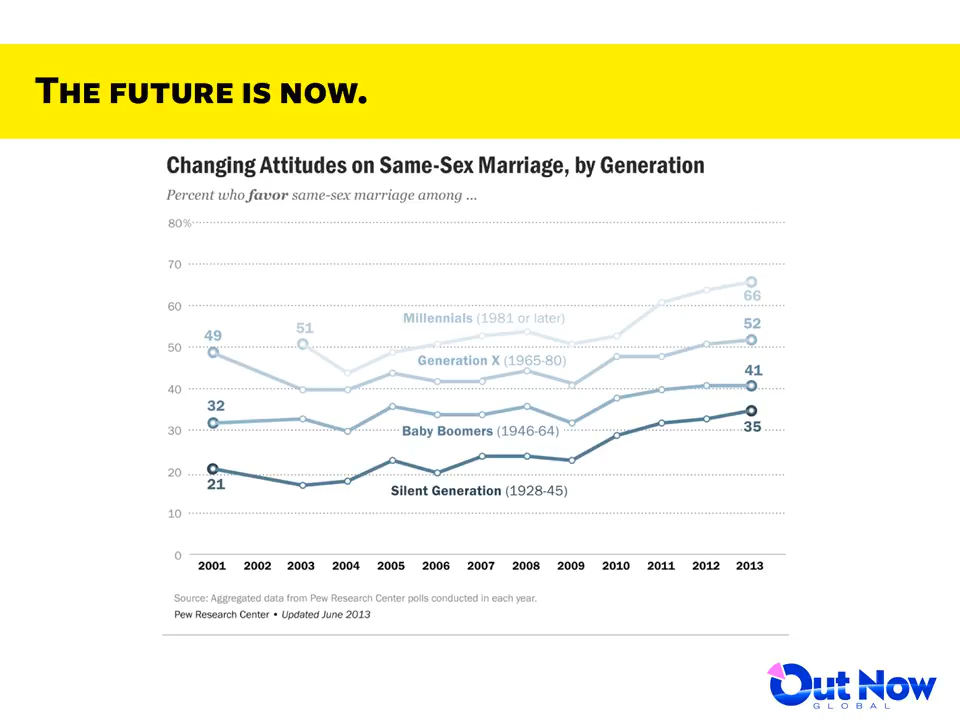 THE FUTURE IS NOW.
Changing Attitudes on Same-Sex Marriage, by Generation
Percent who favor same-sex marriage among ...
80%
70
60
50
40
30
20
10
0
49
51
Millennials (1981 or later)
66
52
Generation X (1965-80)
41
32
Baby Boomers (1946-64)
35
21
Silent Generation (1928-45)
2001 2002 2003 2004 2005 2006 2007 2008 2009 2010 2011 2012 2013
Source: Aggregated data from Pew Research Center polls conducted in each year.
Pew Research Center • Updated June 2013
Out Now
GLOBAL